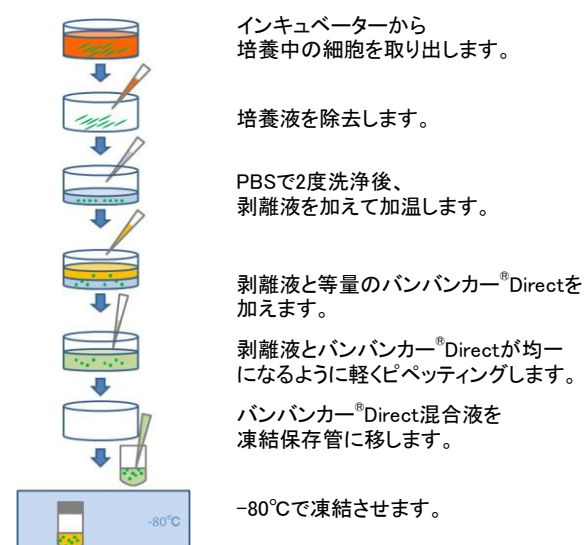 インキュベーターから
培養中の細胞を取り出します。
培養液を除去します。
PBSで2度洗浄後、
剥離液を加えて加温します。
剥離液と等量のバンバンカー®Directを
加えます。
剥離液とバンバンカー®Directが均一
になるように軽くピペッティングします。
バンバンカー®Direct混合液を
凍結保存管に移します。
-80℃で凍結させます。
-80℃